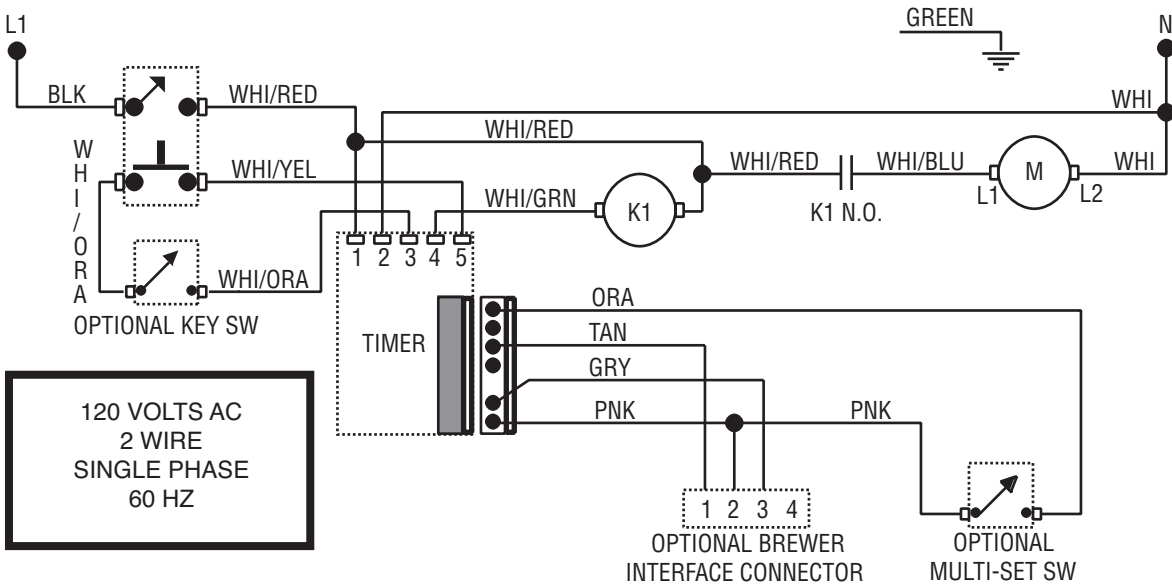 L1
GREEN
N
BLK
WHI/RED
WHI
WHI/RED
WHI/ORA
WHI/YEL
WHI/RED
WHI/BLU
M
WHI
L1
L2
WHI/GRN
K1
K1 N.O.
1 2 3 4 5
WHI/ORA
OPTIONAL KEY SW
TIMER
ORA
TAN
GRY
PNK
PNK
120 VOLTS AC
2 WIRE
SINGLE PHASE
60 HZ
1 2 3 4
OPTIONAL BREWER
INTERFACE CONNECTOR
OPTIONAL
MULTI-SET SW